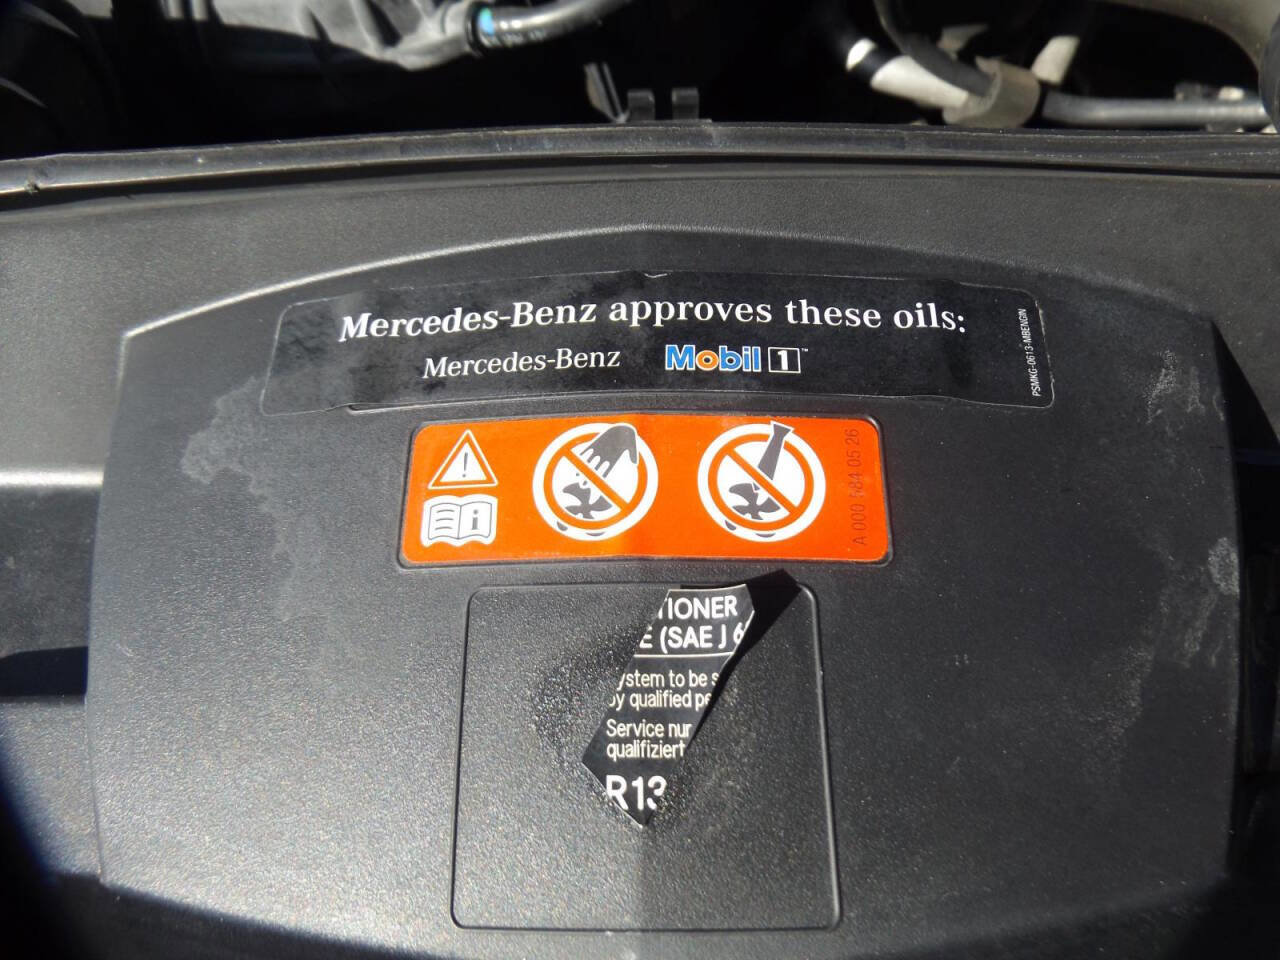 Mercedes-Benz approves these oils:
Mercedes-Benz Mobil 1™
PSMKG-0613-MBENGIN
A 000 584 05 26
TIONER
E (SAE J 6
ystem to be s
by qualified pe
Service nur
qualifiziert
R13